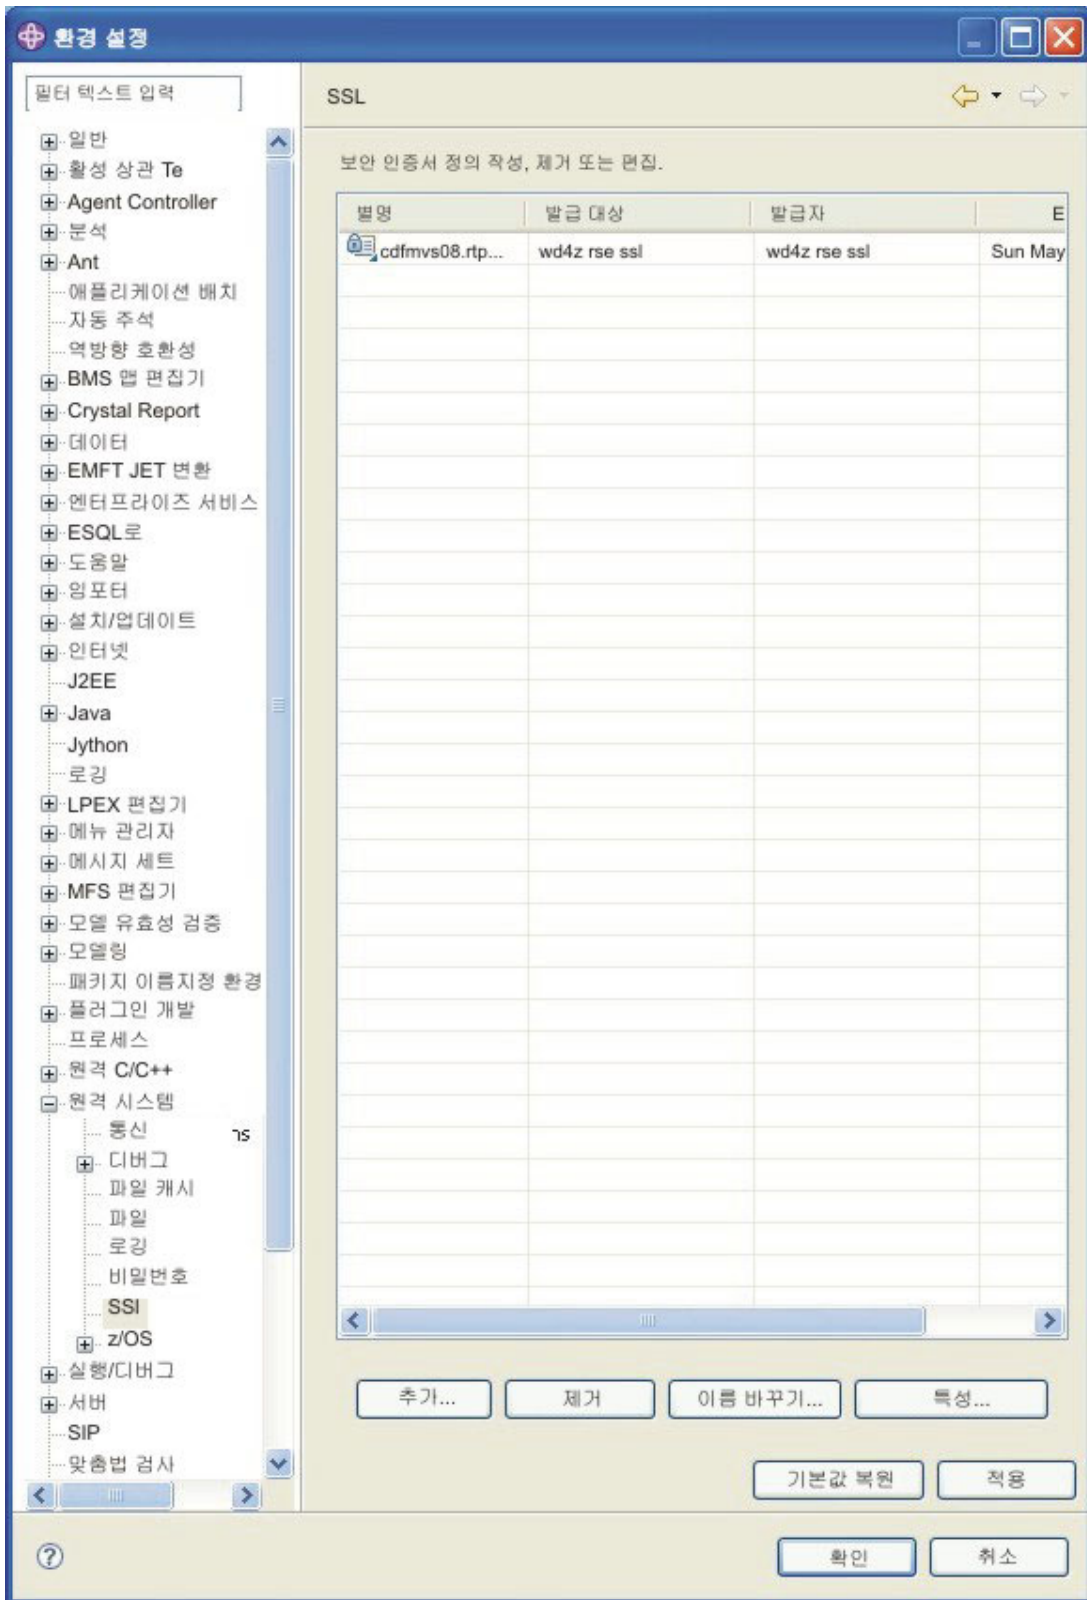 환경 설정
필터 텍스트 입력
일반
활성 상관 Te
Agent Controller
분석
Ant
애플리케이션 배치
자동 주석
역방향 호환성
BMS 맵 편집기
Crystal Report
데이터
EMFT JET 변환
엔터프라이즈 서비스
ESQL로
도움말
임포터
설치/업데이트
인터넷
J2EE
Java
Jython
로깅
LPEX 편집기
메뉴 관리자
메시지 세트
MFS 편집기
모델 유효성 검증
모델링
패키지 이름지정 환경
플러그인 개발
프로세스
원격 C/C++
원격 시스템
통신
디버그
파일 캐시
파일
로깅
비밀번호
SSI
z/OS
실행/디버그
서버
SIP
맞춤법 검사
SSL
보안 인증서 정의 작성, 제거 또는 편집.
별명 발급 대상 발급자 E
cdfmvs08.rtp... wd4z rse ssl wd4z rse ssl Sun May
추가... 제거 이름 바꾸기... 특성...
기본값 복원 적용
확인 취소